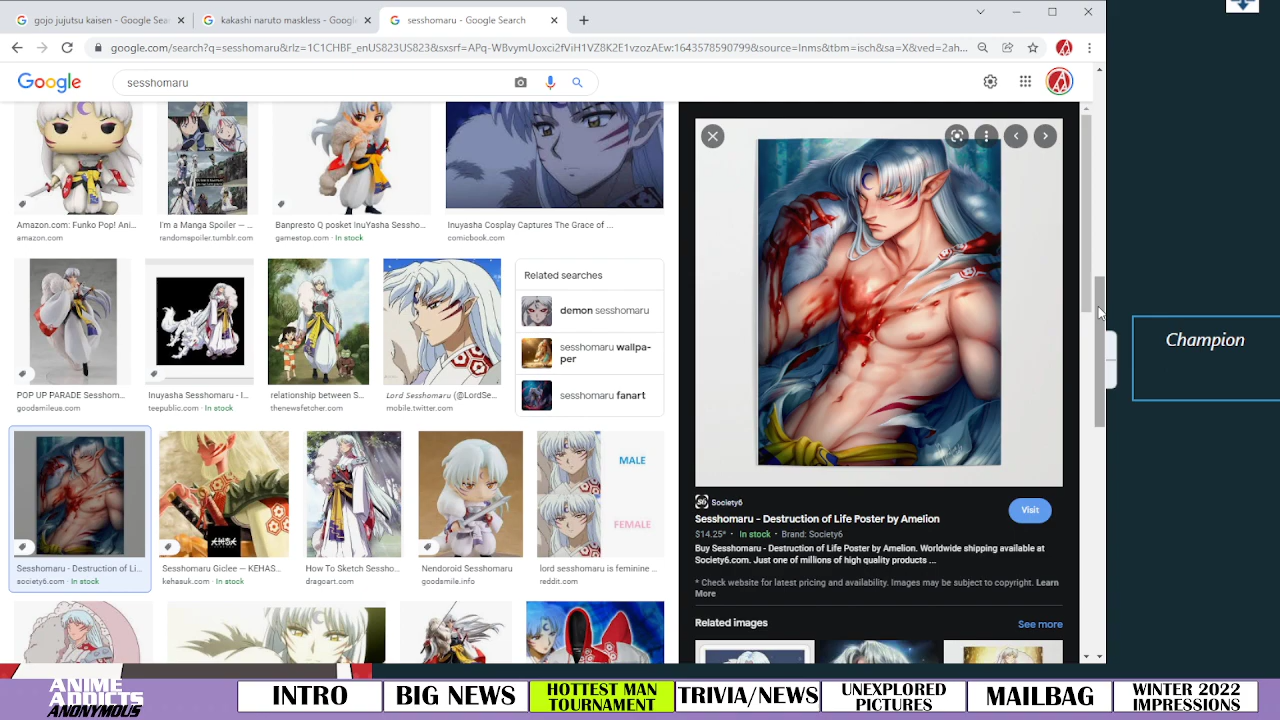 gojo jujutsu kaisen - Google Sea
kakashi naruto maskless - Googl
sesshomaru - Google Search
google.com/search?q=sesshomaru&rlz=1C1CHBF_enUS823US823&sxsrf=APq-WBvymUoxci2fViH1VZ8K2E1vzozAEw:1643578590799&source=lnms&tbm=isch&sa=X&ved=2ah...
Google
sesshomaru
Amazon.com: Funko Pop! Ani...
amazon.com
I'm a Manga Spoiler — ...
randomspoiler.tumblr.com
Banpresto Q posket InuYasha Sessho...
gamestop.com · In stock
Inuyasha Cosplay Captures The Grace of ...
comicbook.com
POP UP PARADE Sesshom...
goodsmileus.com
Inuyasha Sesshomaru - I...
teepublic.com · In stock
relationship between S...
thenewsfetcher.com
Lord Sesshomaru (@LordSe...
mobile.twitter.com
Related searches
demon sesshomaru
sesshomaru wallpa-
per
sesshomaru fanart
MALE
FEMALE
Sesshomaru - Destruction of Li...
society6.com · In stock
Sesshomaru Giclee — KEHAS...
kehasuk.com · In stock
How To Sketch Sessho...
dragoart.com
Nendoroid Sesshomaru
goodsmile.info
lord sesshomaru is feminine ...
reddit.com
s6 Society6
Visit
Sesshomaru - Destruction of Life Poster by Amelion
$14.25* · In stock · Brand: Society6
Buy Sesshomaru - Destruction of Life Poster by Amelion. Worldwide shipping available at
Society6.com. Just one of millions of high quality products ...
* Check website for latest pricing and availability. Images may be subject to copyright. Learn
More
Related images
See more
Champion
ANIME
ADDICTS
ANONYMOUS
INTRO
BIG NEWS
HOTTEST MAN
TOURNAMENT
TRIVIA/NEWS
UNEXPLORED
PICTURES
MAILBAG
WINTER 2022
IMPRESSIONS